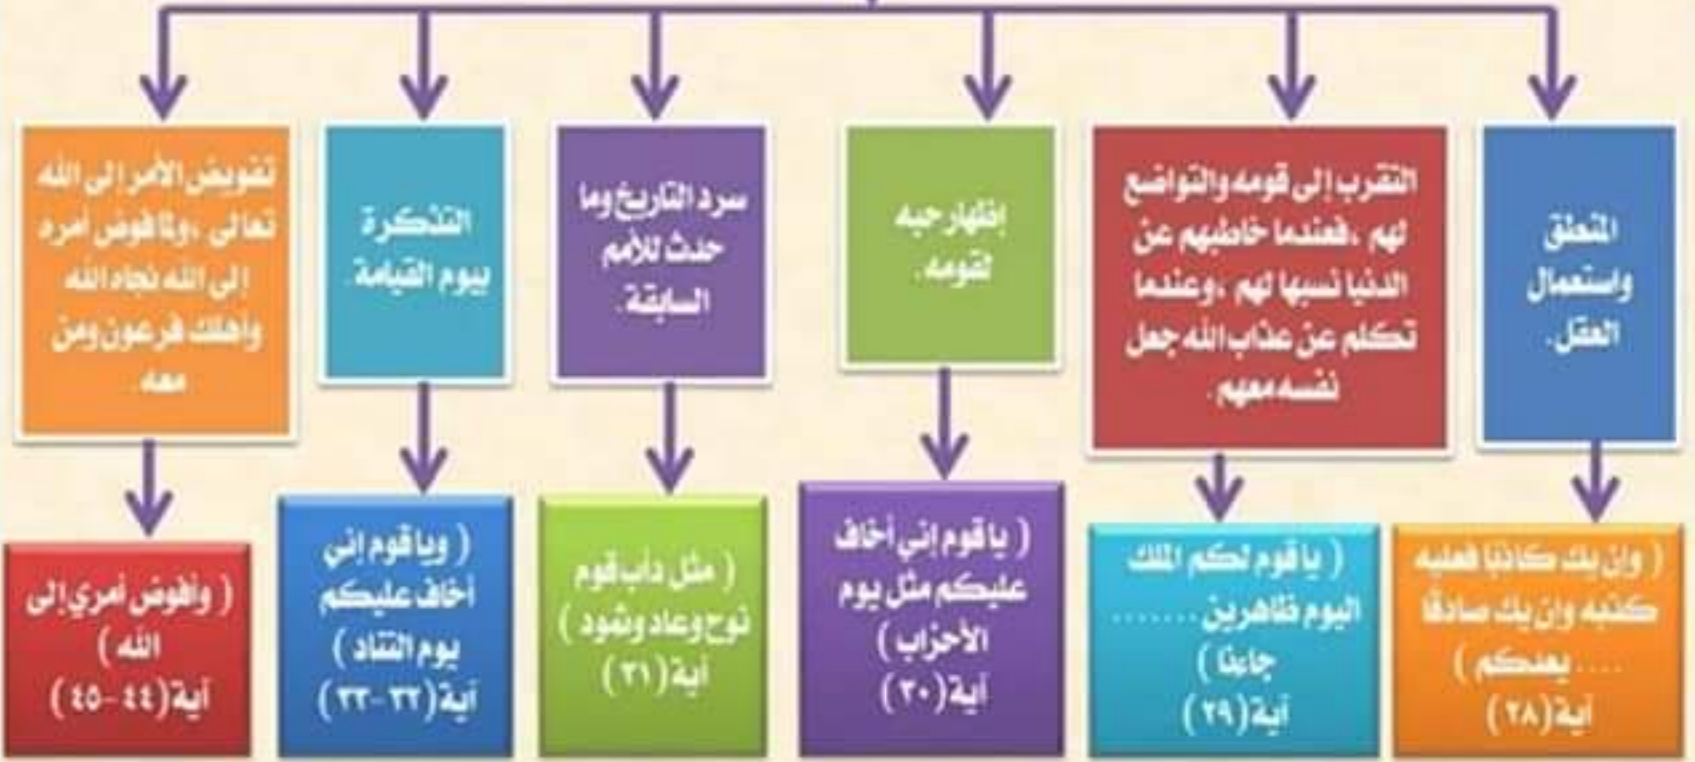 المنطق
واستعمال
العقل.
التقرب إلى قومه والتواضع
لهم ،فعندما خاطبهم عن
الدنيا نسبها لهم ،وعندما
تكلم عن عذاب الله جعل
نفسه معهم.
إظهار حبه
لقومه.
سرد التاريخ وما
حدث للأمم
السابقة.
التذكرة
بيوم القيامة.
تفويض الأمر إلى الله
تعالى ،ولما فوض أمره
إلى الله نجاه الله
وأهلك فرعون ومن
معه.
( وإن يك كاذبًا فعليه
كذبه وإن يك صادقًا
.... يعدكم )
آية(٢٨)
( يا قوم لكم الملك
اليوم ظاهرين.......
جاءنا )
آية(٢٩)
( يا قوم إني أخاف
عليكم مثل يوم
الأحزاب )
آية(٣٠)
( مثل دأب قوم
نوح وعاد وثمود )
آية(٣١)
( ويا قوم إني
أخاف عليكم
يوم التناد )
آية(٣٢-٣٣)
( وأفوض أمري إلى
الله )
آية(٤٤-٤٥)